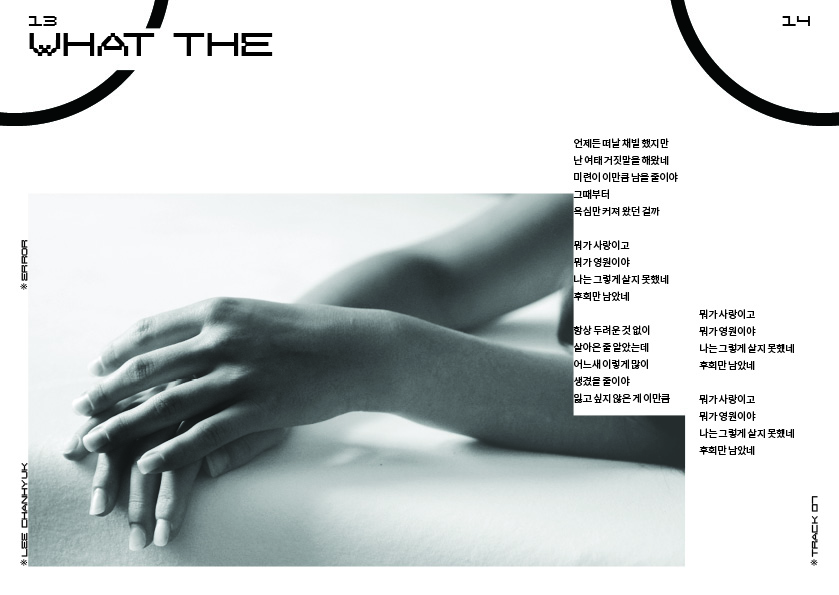 13
14
WHAT THE
언제든 떠날 채빌 했지만
난 여태 거짓말을 해왔네
미련이 이만큼 남을 줄이야
그때부터
욕심만 커져 왔던 걸까
뭐가 사랑이고
뭐가 영원이야
나는 그렇게 살지 못했네
후회만 남았네
항상 두려운 것 없이
살아온 줄 알았는데
어느새 이렇게 많이
생겼을 줄이야
잃고 싶지 않은 게 이만큼
뭐가 사랑이고
뭐가 영원이야
나는 그렇게 살지 못했네
후회만 남았네
뭐가 사랑이고
뭐가 영원이야
나는 그렇게 살지 못했네
후회만 남았네
※ERROR
※LEE CHANHYUK
※TRACK 07